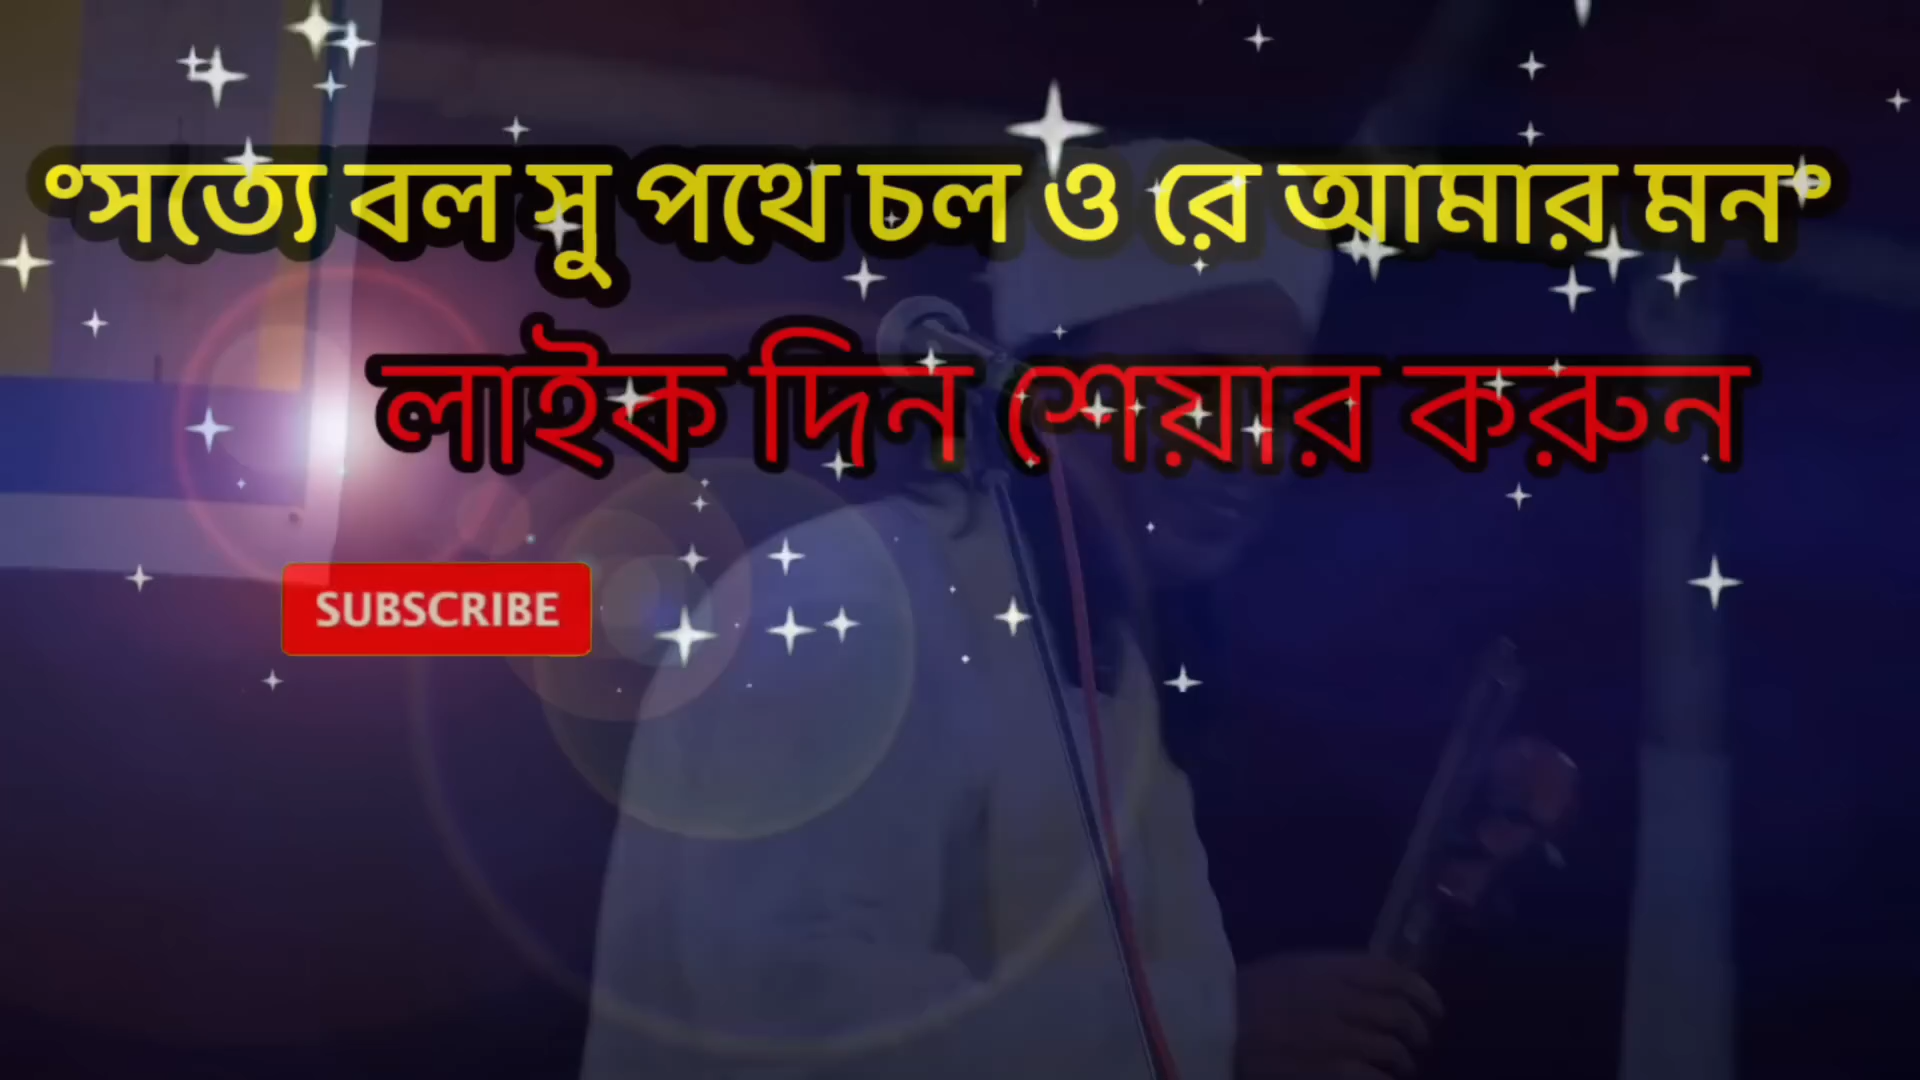 °সত্যে বল সু পথে চল ও রে আমার মন°
লাইক দিন শেয়ার করুন
SUBSCRIBE